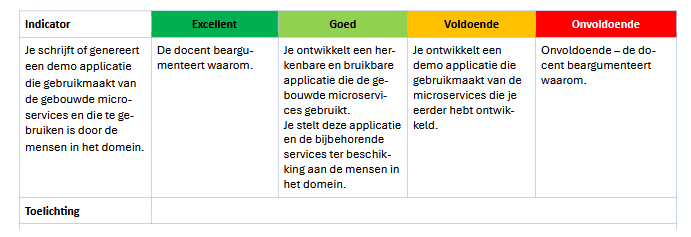 Indicator Excellent Goed Voldoende Onvoldoende
Je schrijft of genereert
een demo applicatie
die gebruikmaakt van
de gebouwde micro-
services en die te ge-
bruiken is door de
mensen in het domein.
De docent beargu-
menteert waarom.
Je ontwikkelt een her-
kenbare en bruikbare
applicatie die de ge-
bouwde microservi-
ces gebruikt.
Je stelt deze applicatie
en de bijbehorende
services ter beschik-
king aan de mensen in
het domein.
Je ontwikkelt een
demo applicatie die
gebruikmaakt van de
microservices die je
eerder hebt ontwik-
keld.
Onvoldoende – de do-
cent beargumenteert
waarom.
Toelichting